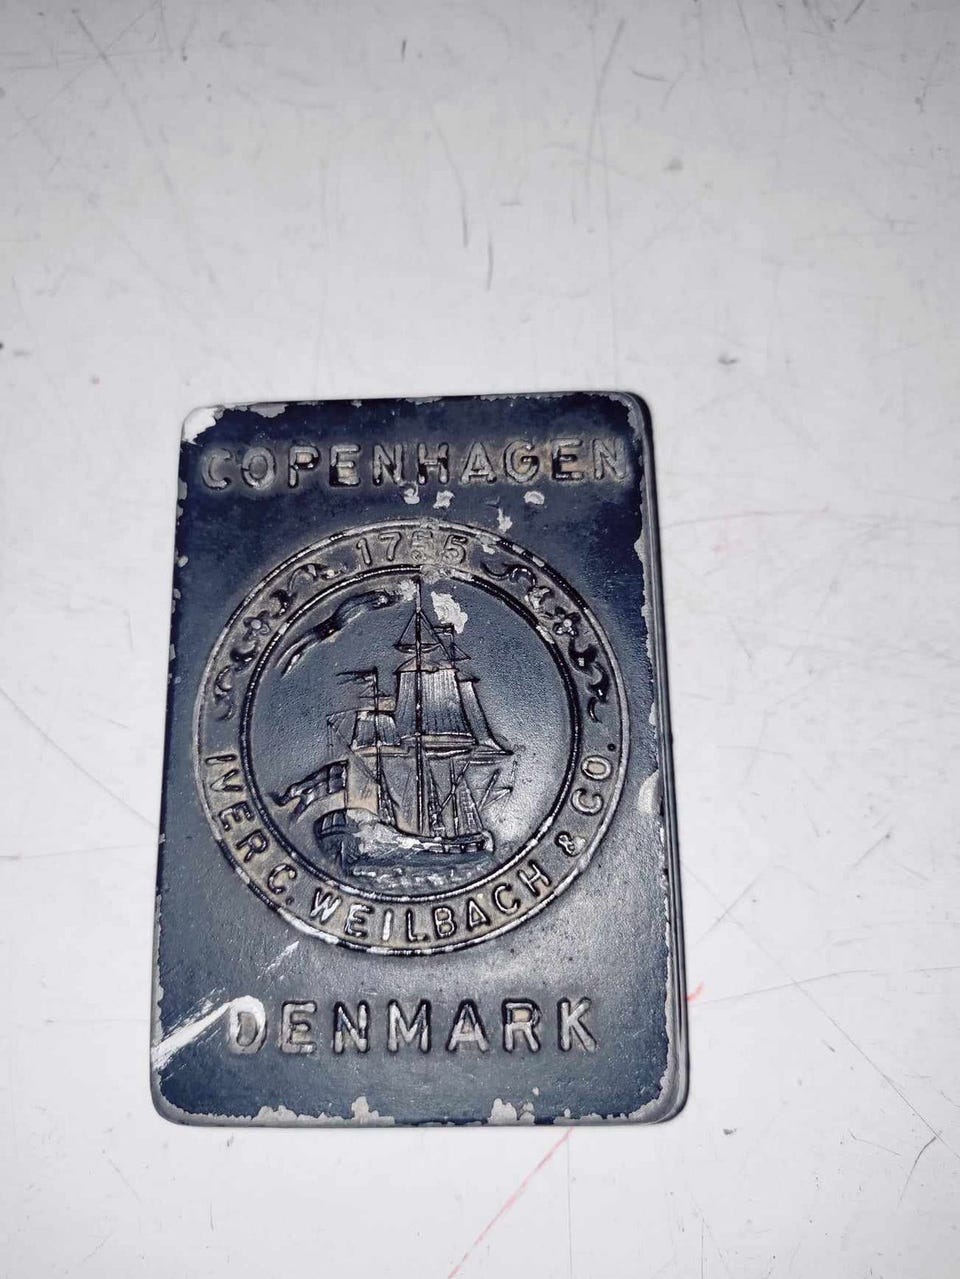 COPENHAGEN
1755
IVER C. WEILBACH & CO.
DENMARK